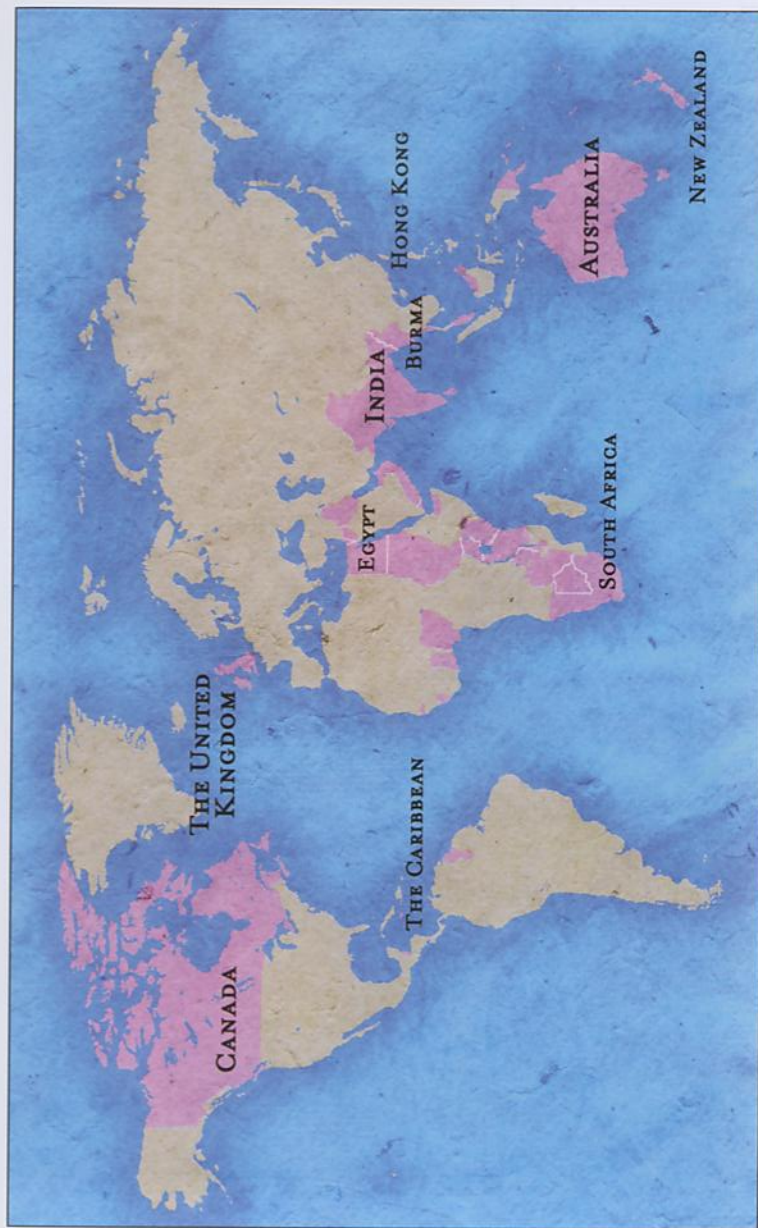 CANADA
THE UNITED
KINGDOM
THE CARIBBEAN
EGYPT
INDIA
BURMA
HONG KONG
SOUTH AFRICA
AUSTRALIA
NEW ZEALAND